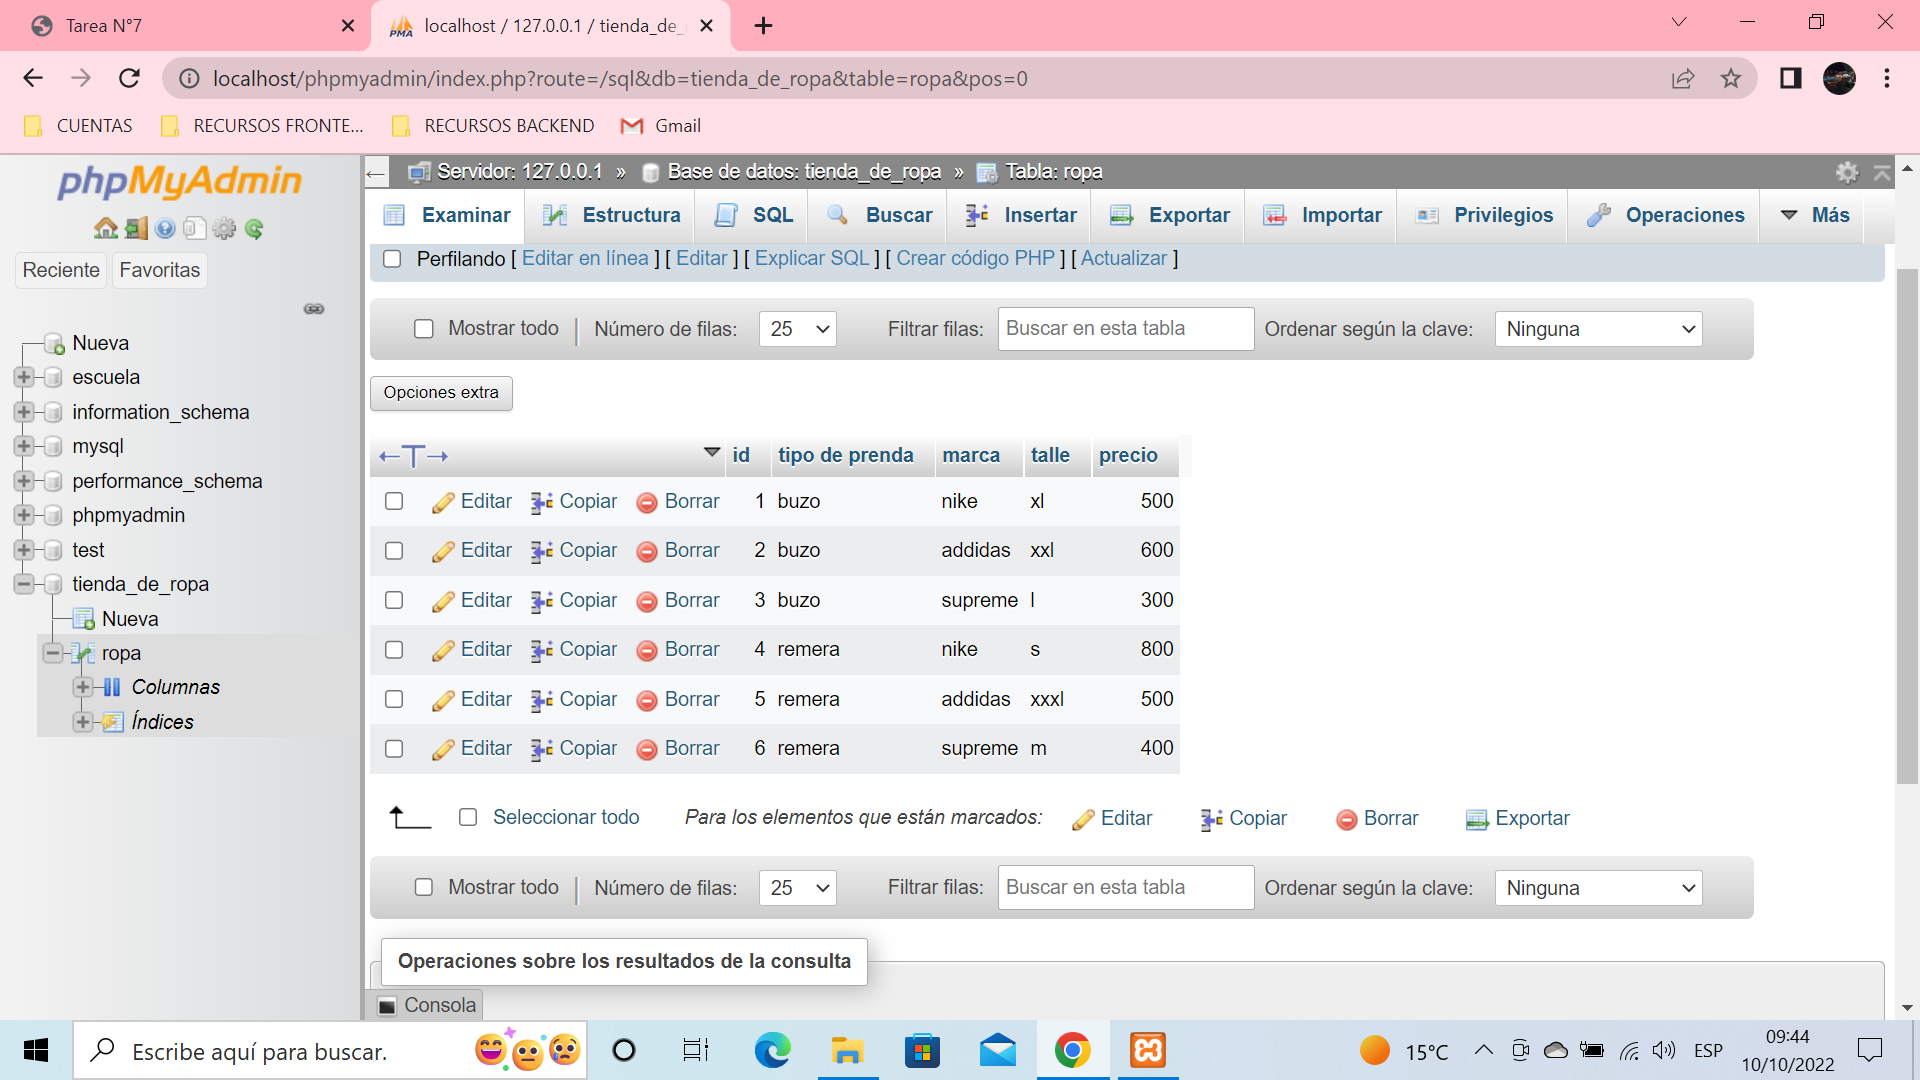 Tarea N°7
localhost / 127.0.0.1 / tienda_de_
localhost/phpmyadmin/index.php?route=/sql&db=tienda_de_ropa&table=ropa&pos=0
CUENTAS RECURSOS FRONTE... RECURSOS BACKEND Gmail
phpMyAdmin
Reciente Favoritas
Nueva
escuela
information_schema
mysql
performance_schema
phpmyadmin
test
tienda_de_ropa
Nueva
ropa
Columnas
Índices
Servidor: 127.0.0.1 » Base de datos: tienda_de_ropa » Tabla: ropa
Examinar Estructura SQL Buscar Insertar Exportar Importar Privilegios Operaciones Más
Perfilando [ Editar en línea ] [ Editar ] [ Explicar SQL ] [ Crear código PHP ] [ Actualizar ]
Mostrar todo Número de filas: 25 Filtrar filas: Buscar en esta tabla Ordenar según la clave: Ninguna
Opciones extra
←T→ id tipo de prenda marca talle precio
Editar Copiar Borrar 1 buzo nike xl 500
Editar Copiar Borrar 2 buzo addidas xxl 600
Editar Copiar Borrar 3 buzo supreme l 300
Editar Copiar Borrar 4 remera nike s 800
Editar Copiar Borrar 5 remera addidas xxxl 500
Editar Copiar Borrar 6 remera supreme m 400
Seleccionar todo Para los elementos que están marcados: Editar Copiar Borrar Exportar
Mostrar todo Número de filas: 25 Filtrar filas: Buscar en esta tabla Ordenar según la clave: Ninguna
Operaciones sobre los resultados de la consulta
Consola
Escribe aquí para buscar.
15°C ESP
09:44
10/10/2022